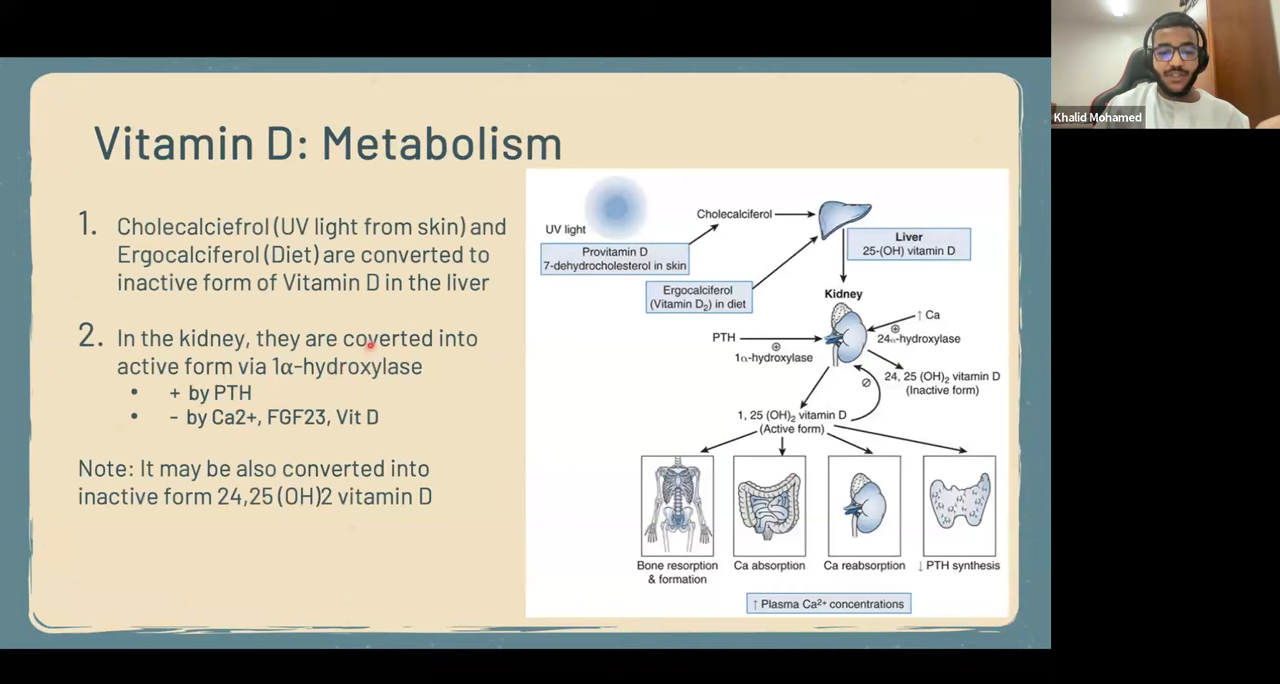 Khalid Mohamed
Vitamin D: Metabolism
1. Cholecalciefrol (UV light from skin) and
Ergocalciferol (Diet) are converted to
inactive form of Vitamin D in the liver
2. In the kidney, they are coverted into
active form via 1α-hydroxylase
• + by PTH
• - by Ca2+, FGF23, Vit D
Note: It may be also converted into
inactive form 24,25 (OH)2 vitamin D
UV light
Provitamin D
7-dehydrocholesterol in skin
Cholecalciferol
Ergocalciferol
(Vitamin D₂) in diet
Liver
25-(OH) vitamin D
Kidney
PTH
⊕
1α-hydroxylase
↑ Ca
⊕
24α-hydroxylase
24, 25 (OH)₂ vitamin D
(Inactive form)
1, 25 (OH)₂ vitamin D
(Active form)
Bone resorption
& formation
Ca absorption
Ca reabsorption
↓ PTH synthesis
↑ Plasma Ca²⁺ concentrations